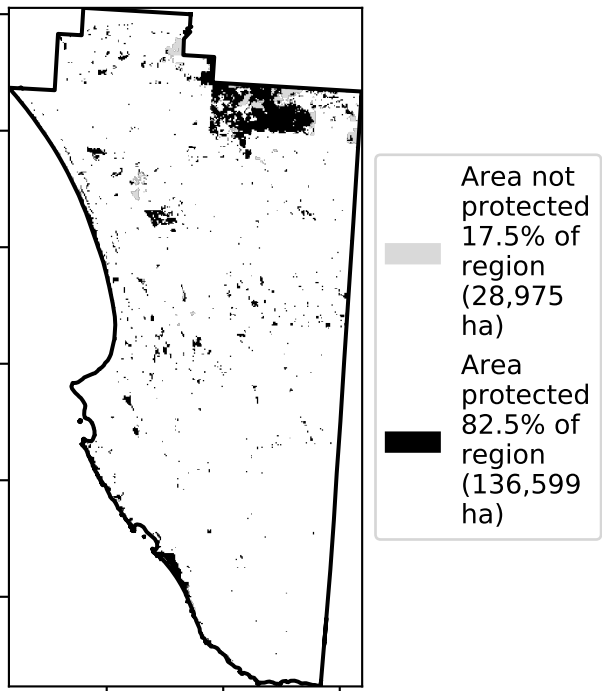 Area not
protected
17.5% of
region
(28,975
ha)
Area
protected
82.5% of
region
(136,599
ha)